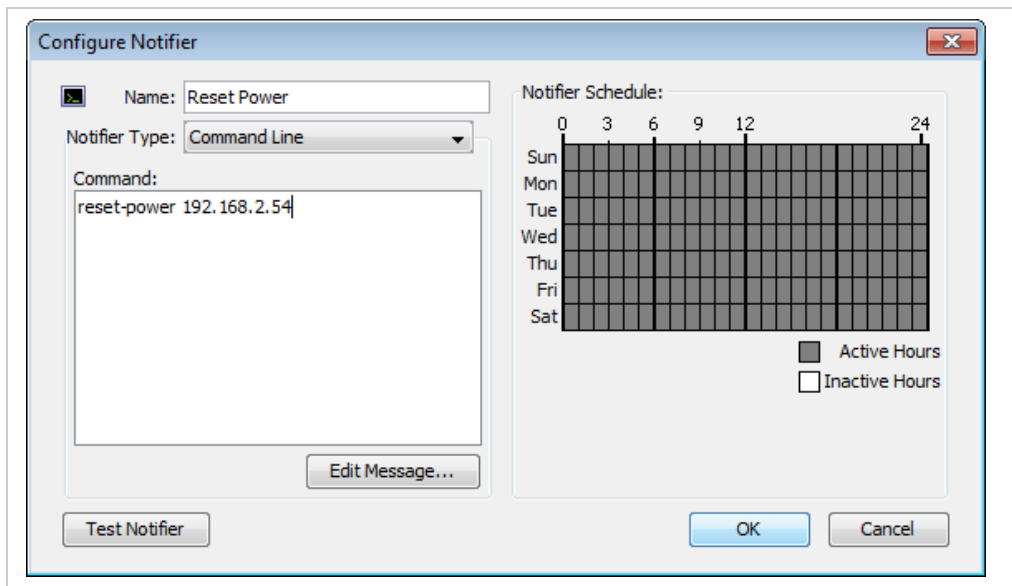 Configure Notifier
Name: Reset Power
Notifier Type: Command Line
Command:
reset-power 192.168.2.54
Edit Message...
Test Notifier
Notifier Schedule:
0 3 6 9 12 24
Sun
Mon
Tue
Wed
Thu
Fri
Sat
Active Hours
Inactive Hours
OK Cancel